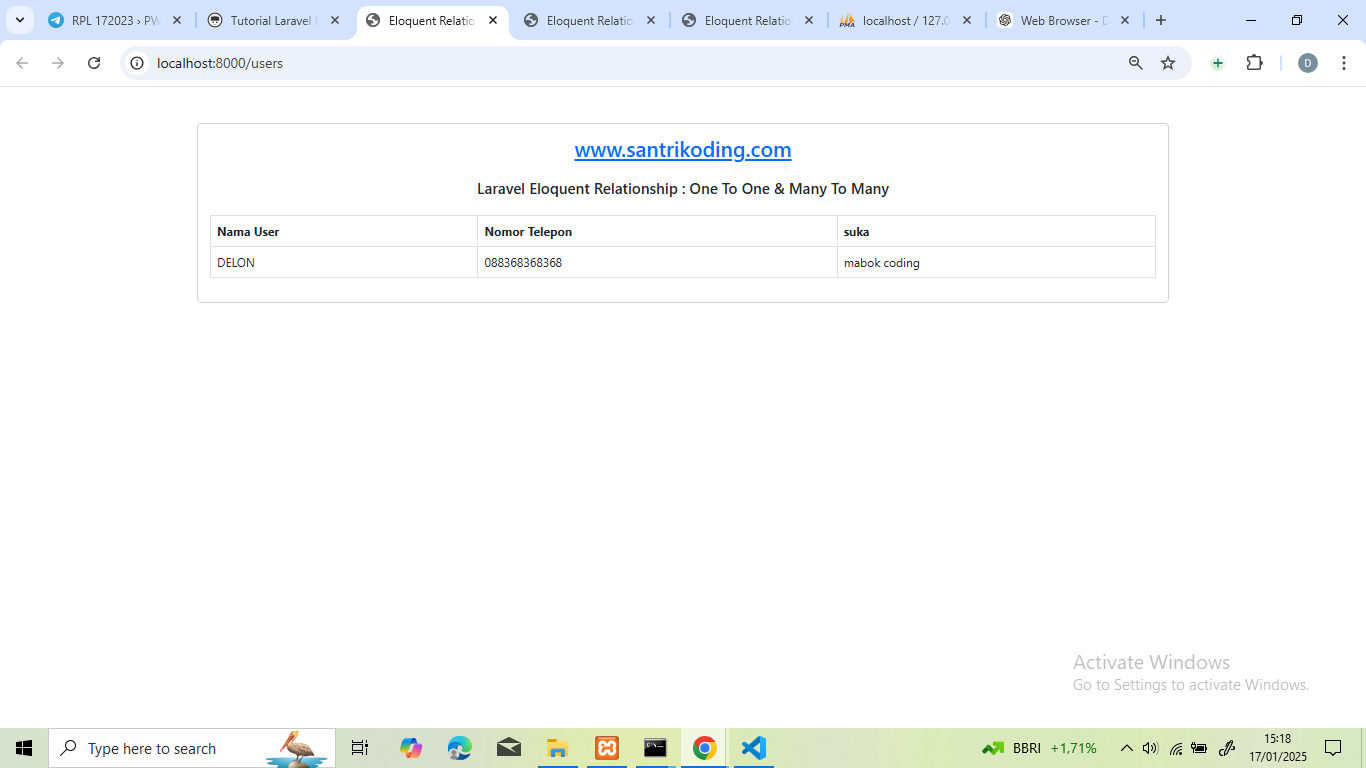 RPL 172023 › PW
Tutorial Laravel
Eloquent Relatio
Eloquent Relatio
Eloquent Relatio
PMA
localhost / 127.0
Web Browser - D
localhost:8000/users
D
www.santrikoding.com
Laravel Eloquent Relationship : One To One & Many To Many
Nama User Nomor Telepon suka
DELON 088368368368 mabok coding
Activate Windows
Go to Settings to activate Windows.
Type here to search
BBRI +1,71%
15:18
17/01/2025